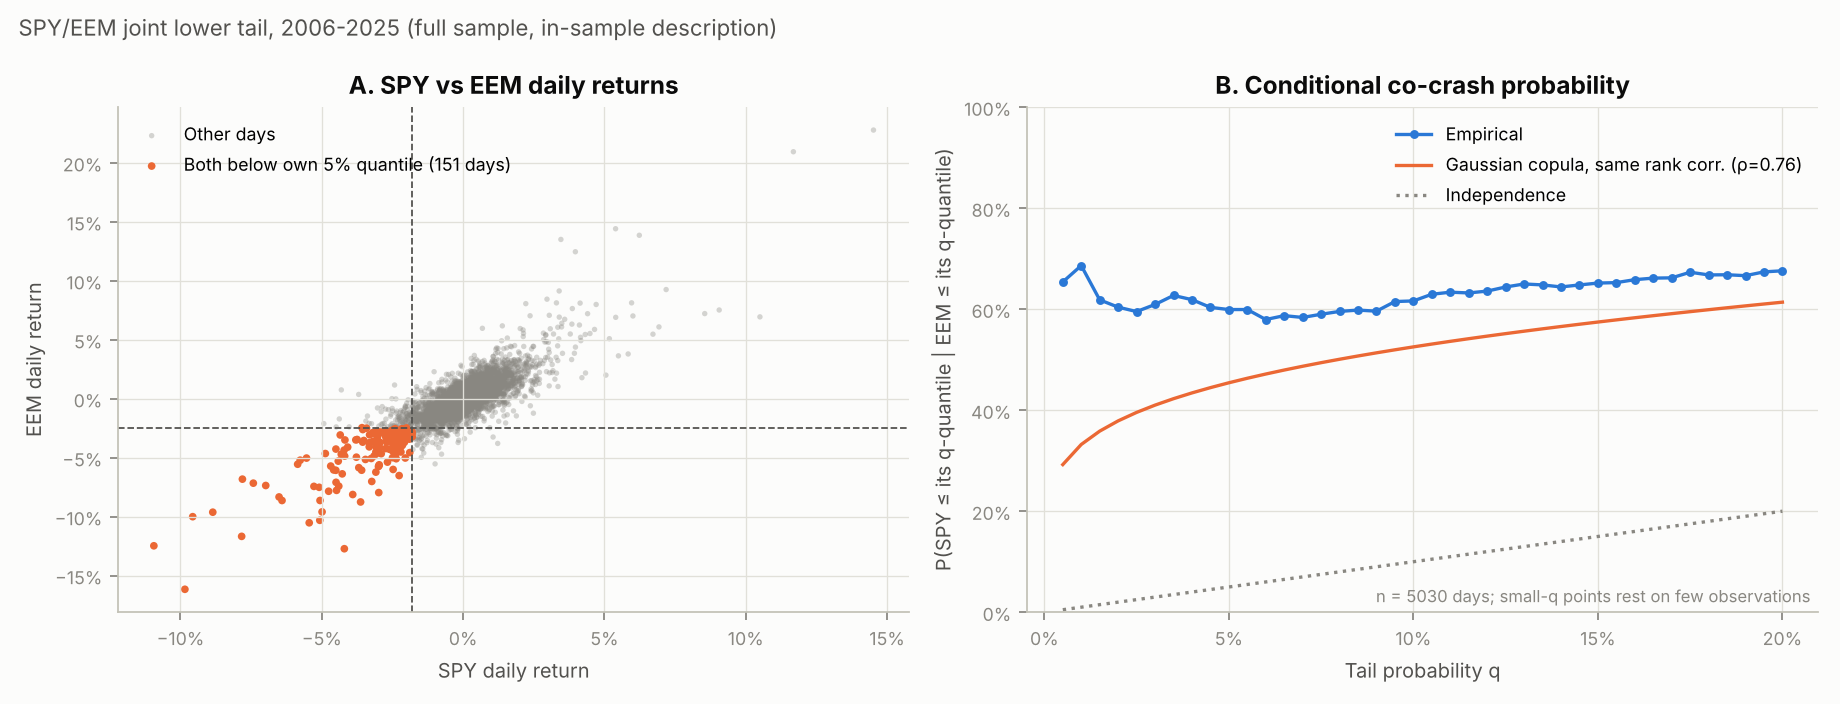 SPY/EEM joint lower tail, 2006-2025 (full sample, in-sample description)
A. SPY vs EEM daily returns
Other days
Both below own 5% quantile (151 days)
20%
15%
10%
5%
0%
−5%
−10%
−15%
EEM daily return
−10%
−5%
0%
5%
10%
15%
SPY daily return
B. Conditional co-crash probability
Empirical
Gaussian copula, same rank corr. (ρ=0.76)
Independence
100%
80%
60%
40%
20%
0%
P(SPY ≤ its q-quantile | EEM ≤ its q-quantile)
n = 5030 days; small-q points rest on few observations
0%
5%
10%
15%
20%
Tail probability q